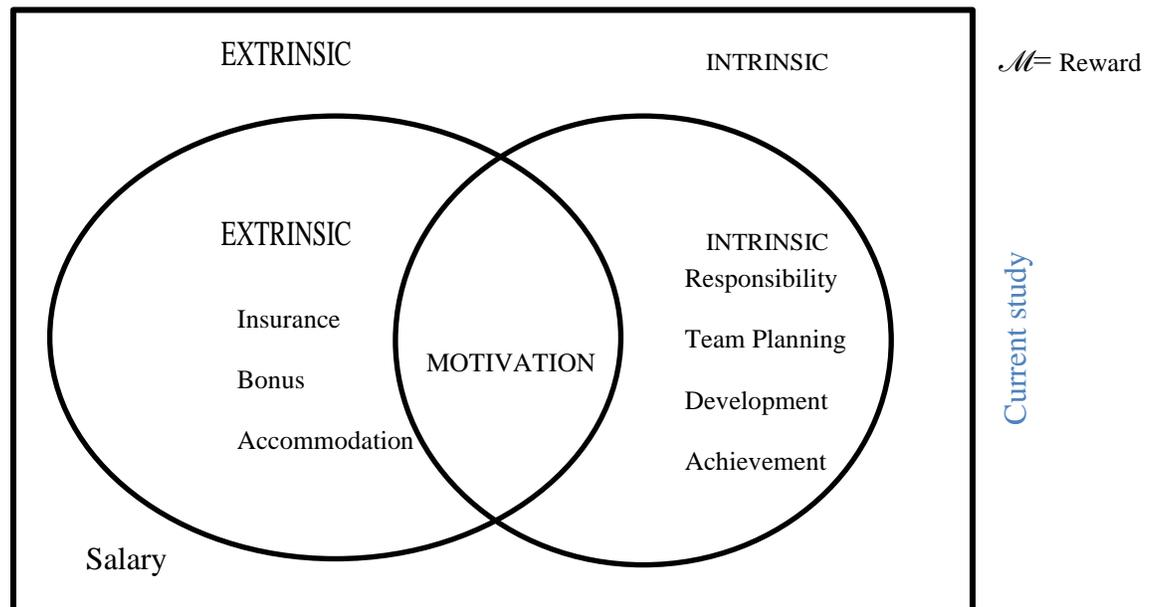 EXTRINSIC
INTRINSIC
ℳ= Reward
EXTRINSIC
Insurance
Bonus
Accommodation
MOTIVATION
INTRINSIC
Responsibility
Team Planning
Development
Achievement
Salary
Current study